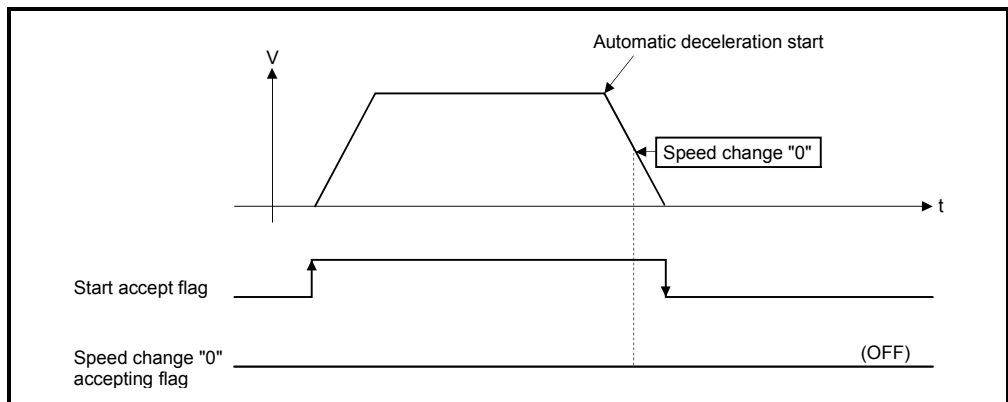 Automatic deceleration start
V
Speed change "0"
t
Start accept flag
Speed change "0"
accepting flag
(OFF)